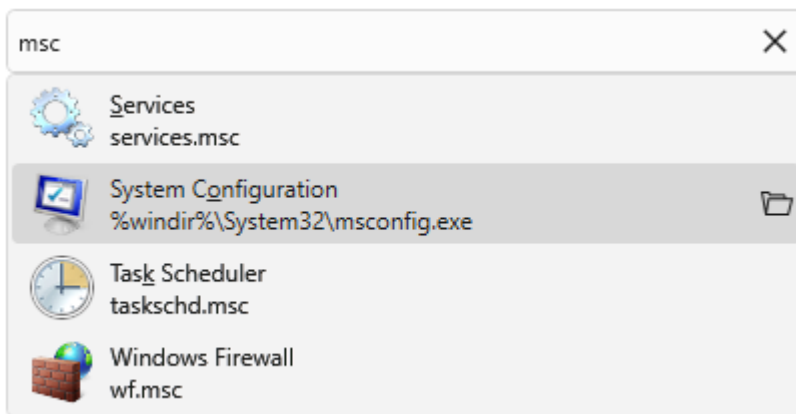 msc
Services
services.msc
System Configuration
%windir%\System32\msconfig.exe
Task Scheduler
taskschd.msc
Windows Firewall
wf.msc